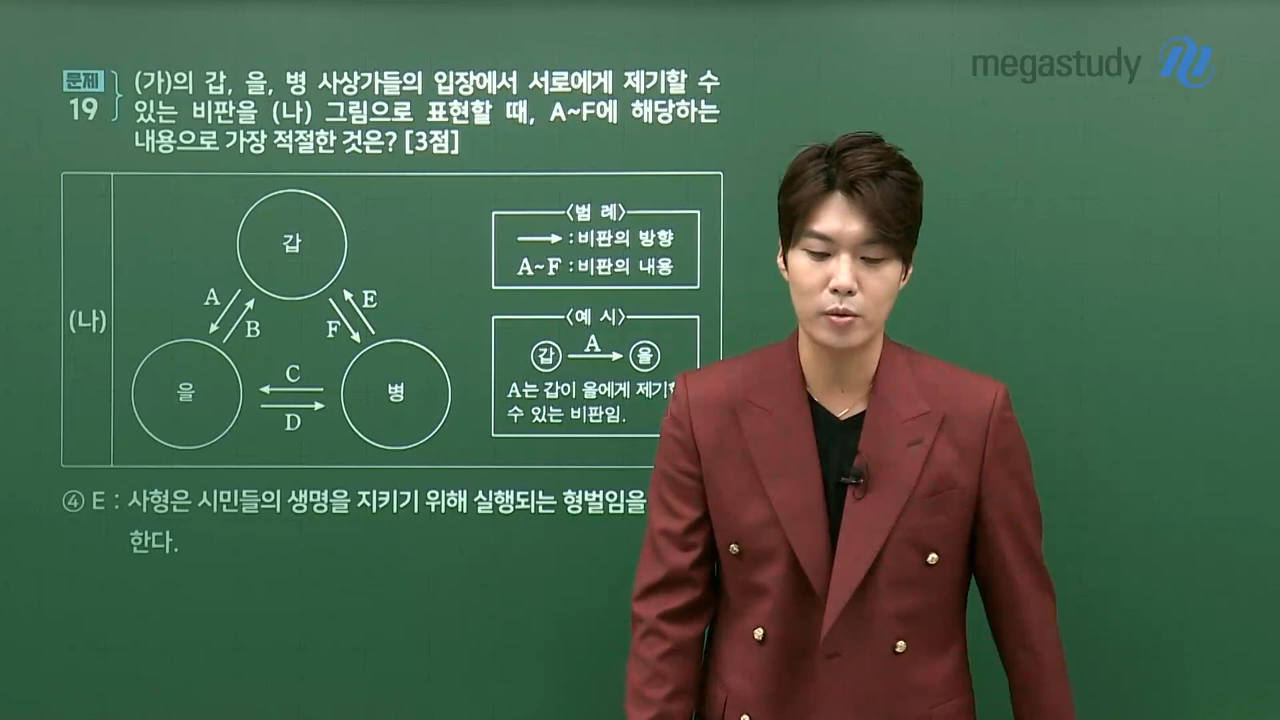 megastudy
문제
19
(가)의 갑, 을, 병 사상가들의 입장에서 서로에게 제기할 수
있는 비판을 (나) 그림으로 표현할 때, A~F에 해당하는
내용으로 가장 적절한 것은? [3점]
(나)
갑
A
B
E
F
을
C
D
병
〈범 례〉
: 비판의 방향
A~F : 비판의 내용
〈예 시〉
갑 A 을
A는 갑이 을에게 제기할
수 있는 비판임.
④ E : 사형은 시민들의 생명을 지키기 위해 실행되는 형벌임을
한다.